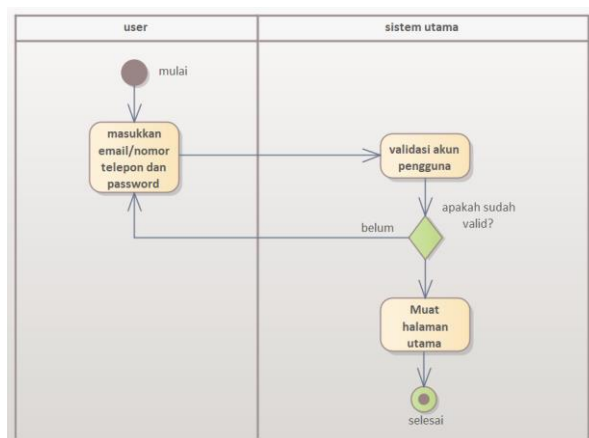 user
sistem utama
mulai
masukkan
email/nomor
telepon dan
password
validasi akun
pengguna
apakah sudah
valid?
belum
Muat
halaman
utama
selesai